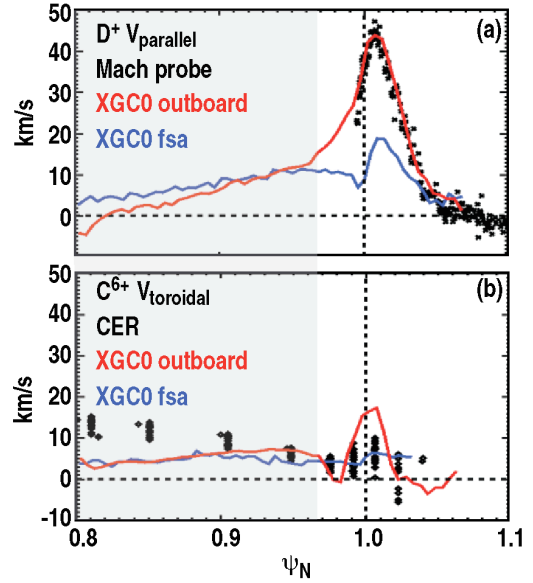 50
40
30
20
10
0
km/s
D+ Vparallel
Mach probe
XGC0 outboard
XGC0 fsa
(a)
50
40
30
20
10
0
-10
km/s
C6+ Vtoroidal
CER
XGC0 outboard
XGC0 fsa
(b)
0.8 0.9 1.0 1.1
ψN